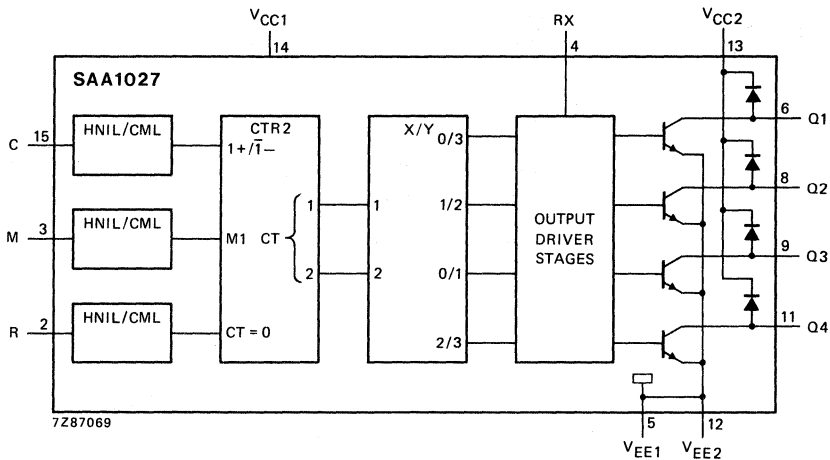 VCC1
RX
VCC2
14
4
13
SAA1027
C
15
HNIL/CML
CTR2
1+/1̅−
X/Y
0/3
6
Q1
8
Q2
1
1
1/2
OUTPUT
DRIVER
STAGES
M
3
HNIL/CML
M1
CT
9
Q3
2
2
0/1
R
2
HNIL/CML
CT = 0
2/3
11
Q4
7Z87069
5
12
VEE1
VEE2